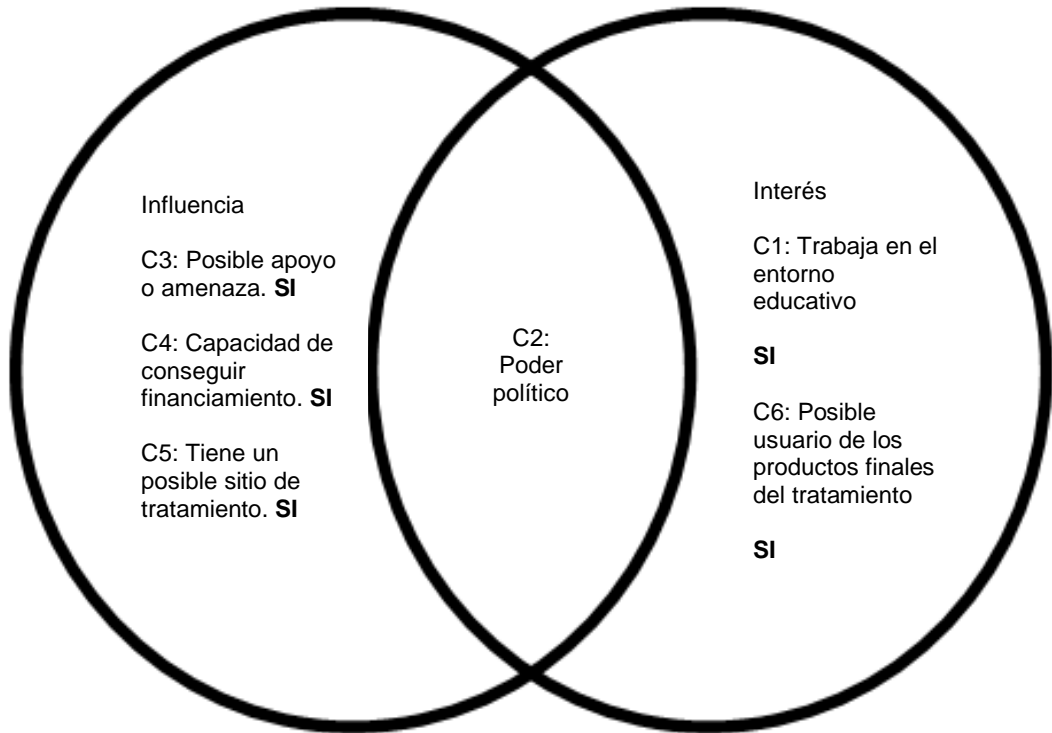 Influencia
C3: Posible apoyo
o amenaza. SI
C4: Capacidad de
conseguir
financiamiento. SI
C5: Tiene un
posible sitio de
tratamiento. SI
C2:
Poder
político
Interés
C1: Trabaja en el
entorno
educativo
SI
C6: Posible
usuario de los
productos finales
del tratamiento
SI